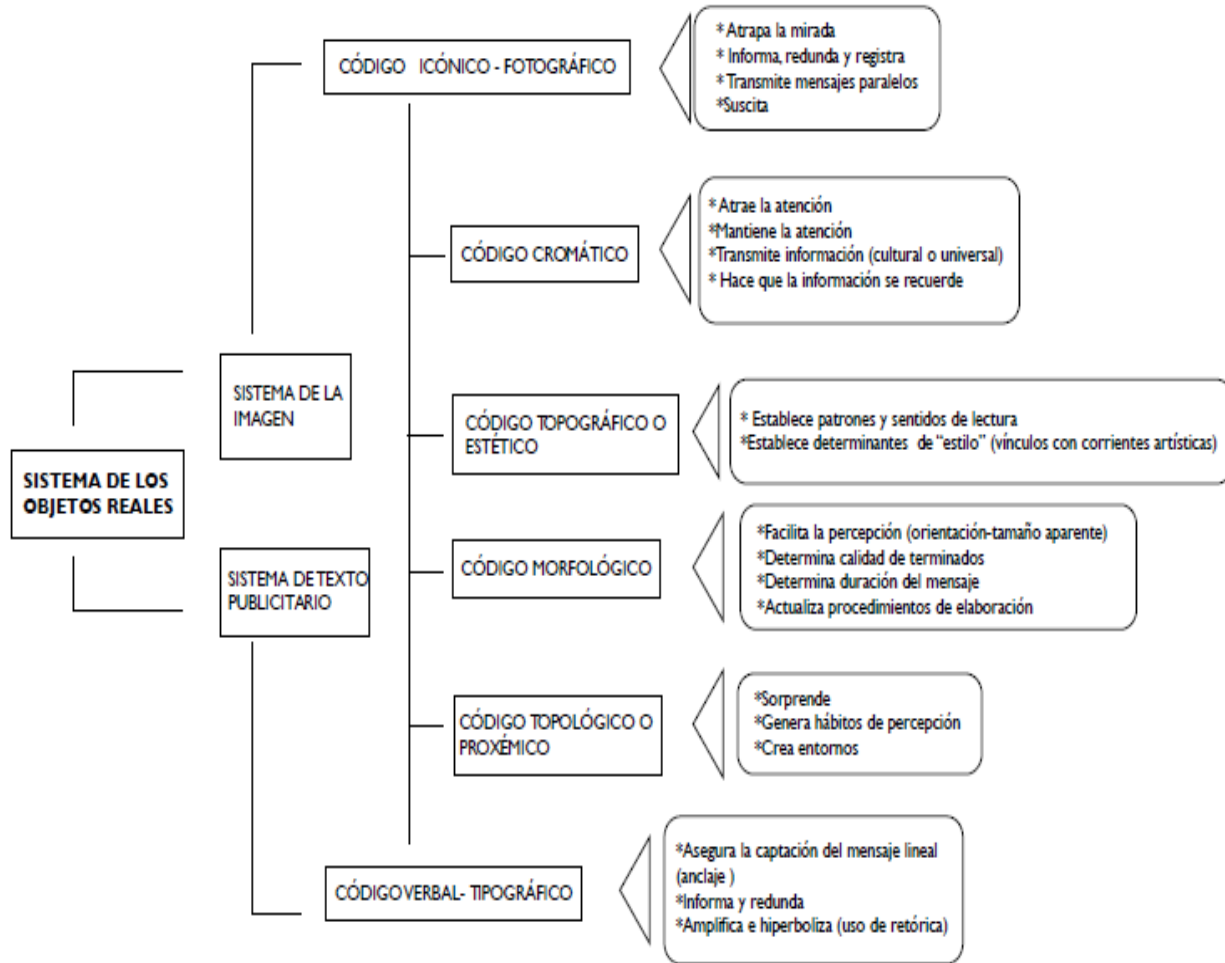 CÓDIGO ICÓNICO - FOTOGRÁFICO
* Atrapa la mirada
* Informa, redunda y registra
*Transmite mensajes paralelos
*Suscita
CÓDIGO CROMÁTICO
* Atrae la atención
*Mantiene la atención
*Transmite información (cultural o universal)
* Hace que la información se recuerde
SISTEMA DE LOS
OBJETOS REALES
SISTEMA DE LA
IMAGEN
CÓDIGO TOPOGRÁFICO O
ESTÉTICO
* Establece patrones y sentidos de lectura
*Establece determinantes de “estilo” (vínculos con corrientes artísticas)
SISTEMA DE TEXTO
PUBLICITARIO
CÓDIGO MORFOLÓGICO
*Facilita la percepción (orientación-tamaño aparente)
*Determina calidad de terminados
*Determina duración del mensaje
*Actualiza procedimientos de elaboración
CÓDIGO TOPOLÓGICO O
PROXÉMICO
*Sorprende
*Genera hábitos de percepción
*Crea entornos
CÓDIGO VERBAL- TIPOGRÁFICO
*Asegura la captación del mensaje lineal
(anclaje )
*Informa y redunda
*Amplifica e hiperboliza (uso de retórica)